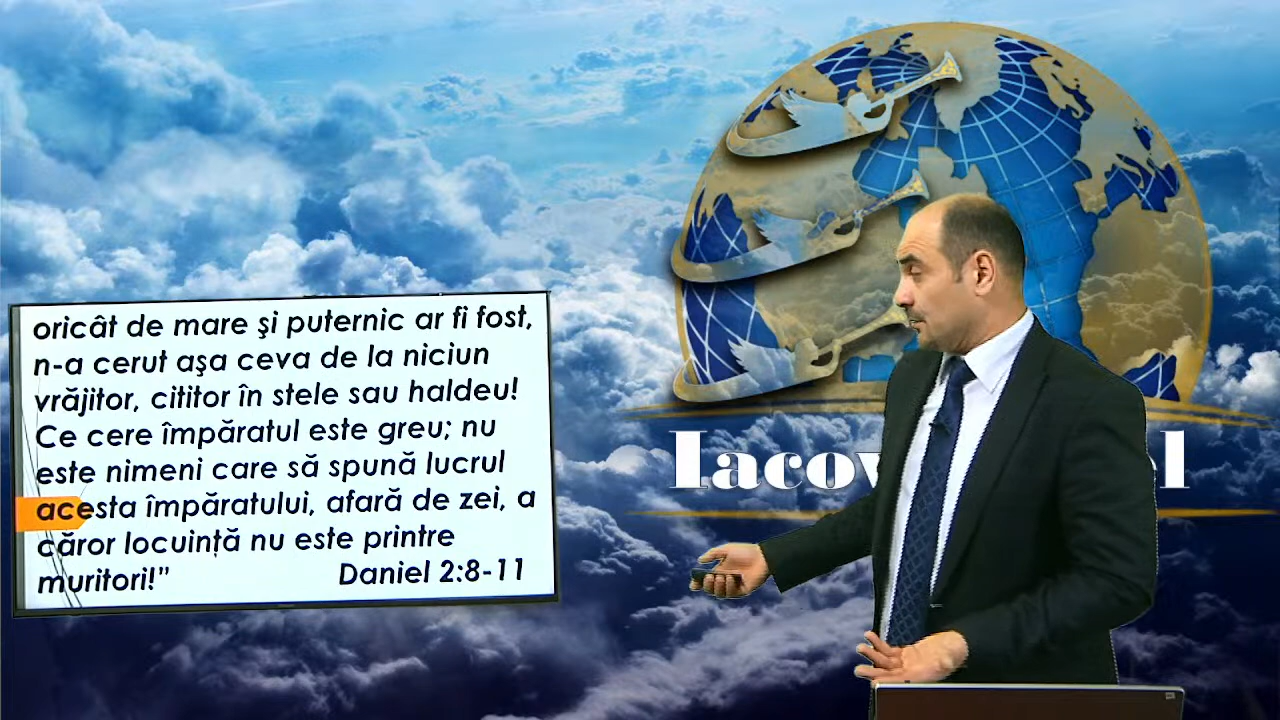 oricât de mare şi puternic ar fi fost,
n-a cerut aşa ceva de la niciun
vrăjitor, cititor în stele sau haldeu!
Ce cere împăratul este greu; nu
este nimeni care să spună lucrul
acesta împăratului, afară de zei, a
căror locuință nu este printre
muritori!” Daniel 2:8-11